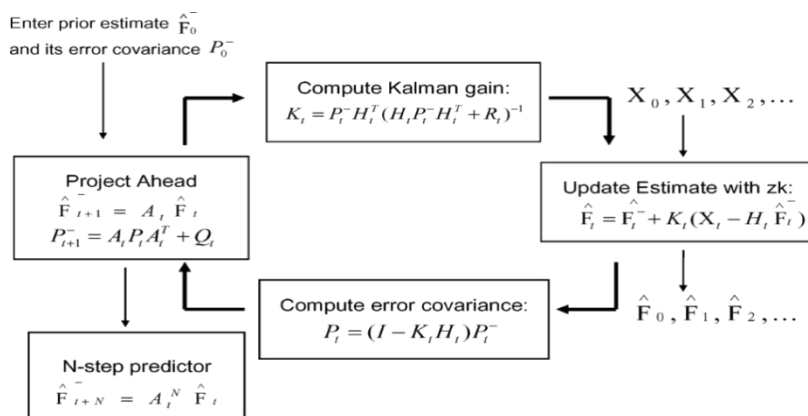 Enter prior estimate F̂₀⁻
and its error covariance P₀⁻
Compute Kalman gain:
Kₜ = Pₜ⁻Hₜᵀ(HₜPₜ⁻Hₜᵀ + Rₜ)⁻¹
X₀, X₁, X₂, ...
Project Ahead
F̂⁻ₜ₊₁ = Aₜ F̂ₜ
P⁻ₜ₊₁ = AₜPₜAₜᵀ + Qₜ
Update Estimate with zk:
F̂ₜ = F̂ₜ⁻ + Kₜ(Xₜ − Hₜ F̂ₜ⁻)
Compute error covariance:
Pₜ = (I − KₜHₜ)Pₜ⁻
F̂₀, F̂₁, F̂₂, ...
N-step predictor
F̂⁻ₜ₊N = Aₜᴺ F̂ₜ